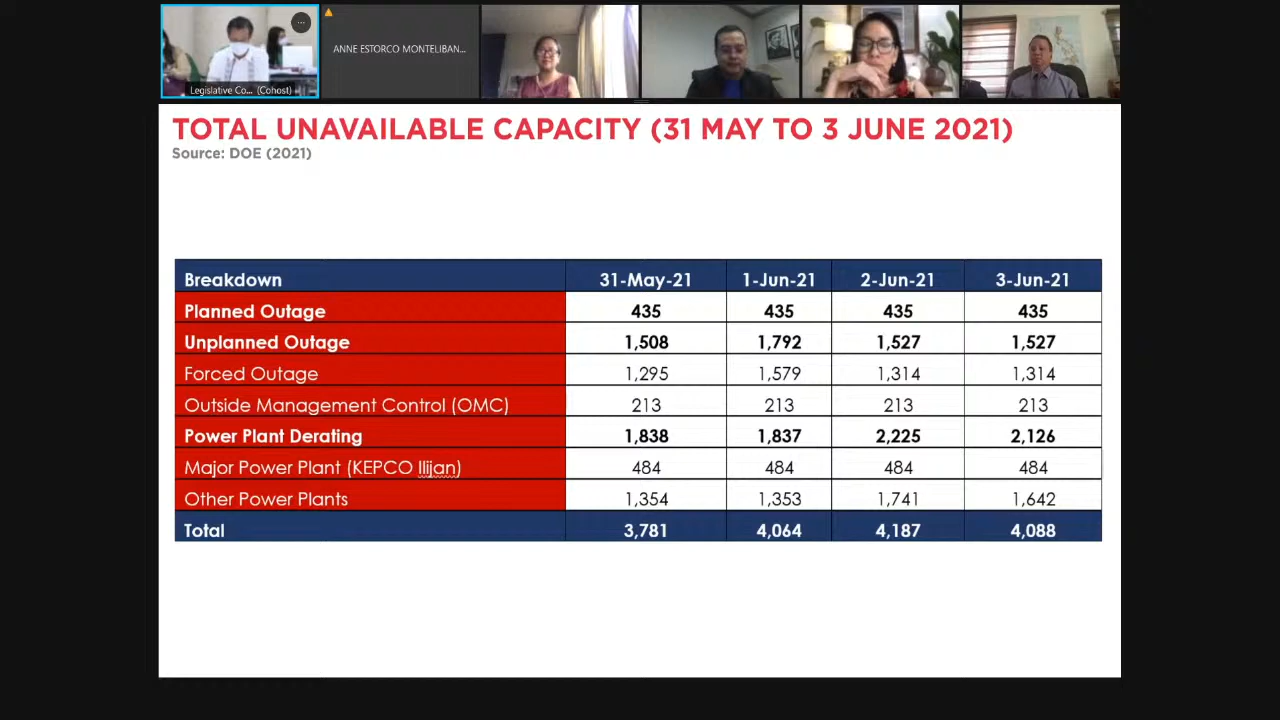 Legislative Co... (Cohost)
ANNE ESTORCO MONTELIBAN...
TOTAL UNAVAILABLE CAPACITY (31 MAY TO 3 JUNE 2021)
Source: DOE (2021)
Breakdown 31-May-21 1-Jun-21 2-Jun-21 3-Jun-21
Planned Outage 435 435 435 435
Unplanned Outage 1,508 1,792 1,527 1,527
Forced Outage 1,295 1,579 1,314 1,314
Outside Management Control (OMC) 213 213 213 213
Power Plant Derating 1,838 1,837 2,225 2,126
Major Power Plant (KEPCO Ilijan) 484 484 484 484
Other Power Plants 1,354 1,353 1,741 1,642
Total 3,781 4,064 4,187 4,088